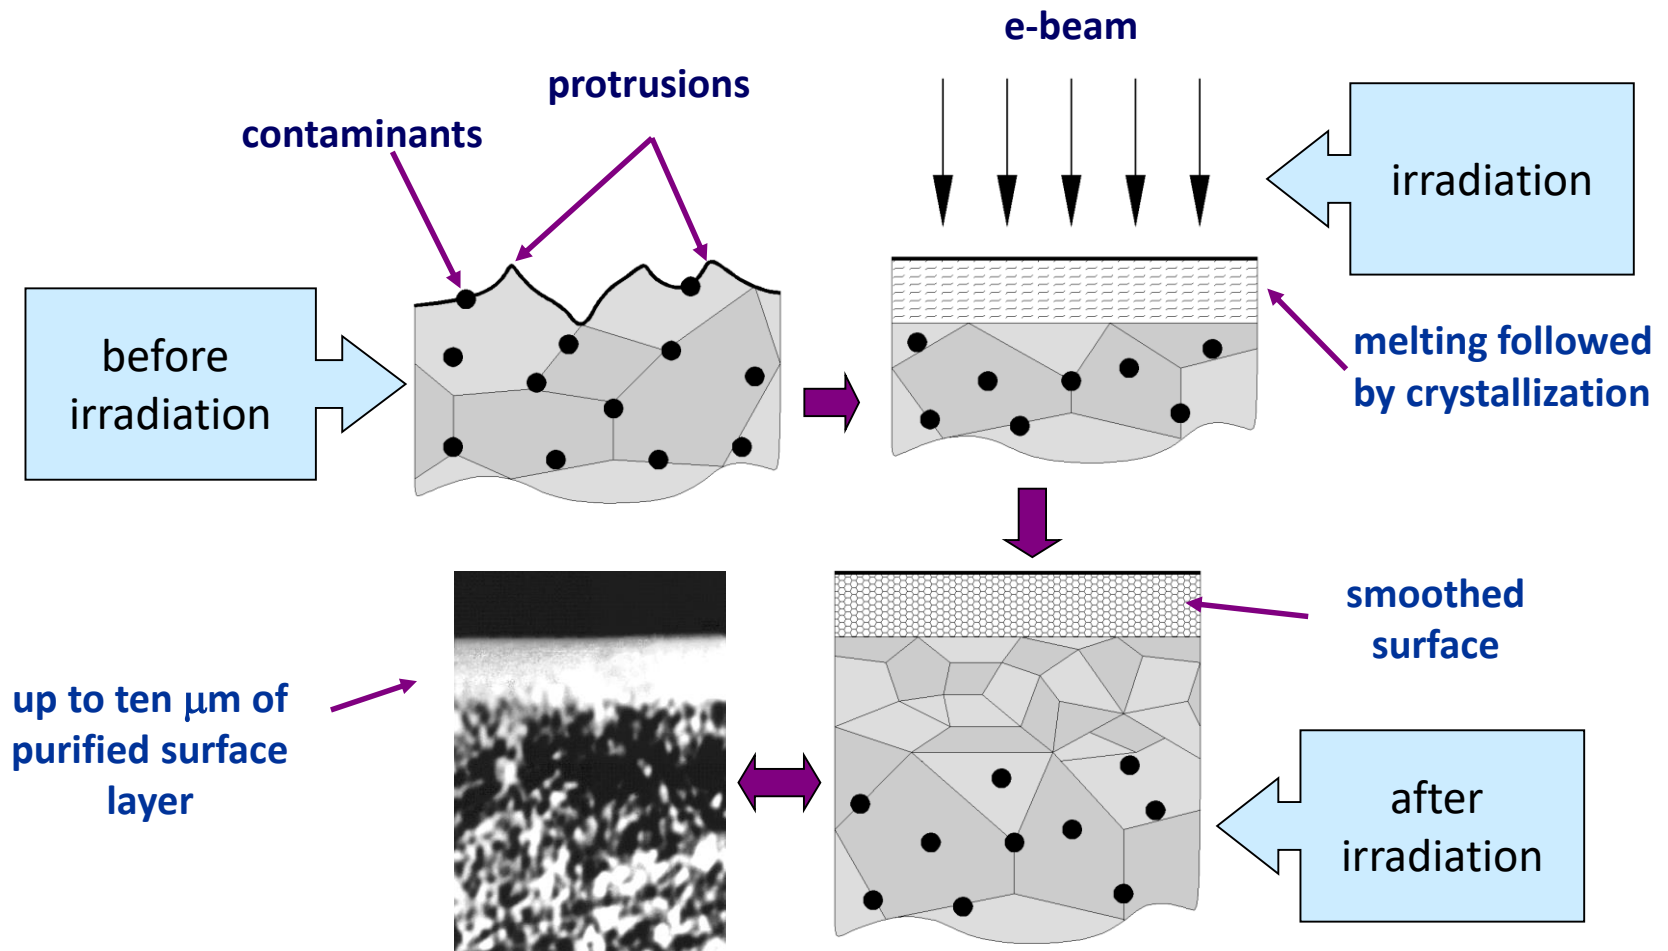 e-beam
protrusions
contaminants
irradiation
before
irradiation
melting followed
by crystallization
smoothed
surface
up to ten μm of
purified surface
layer
after
irradiation